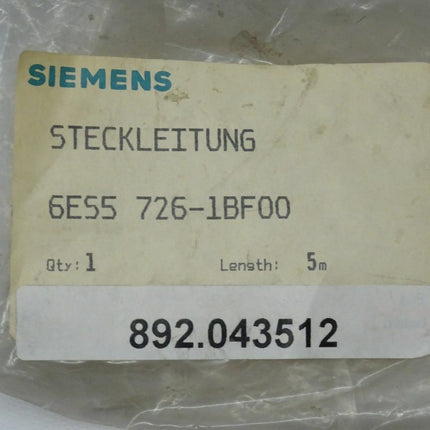 SIEMENS
STECKLEITUNG
6ES5 726-1BF00
Qty: 1 Length: 5m
892.043512